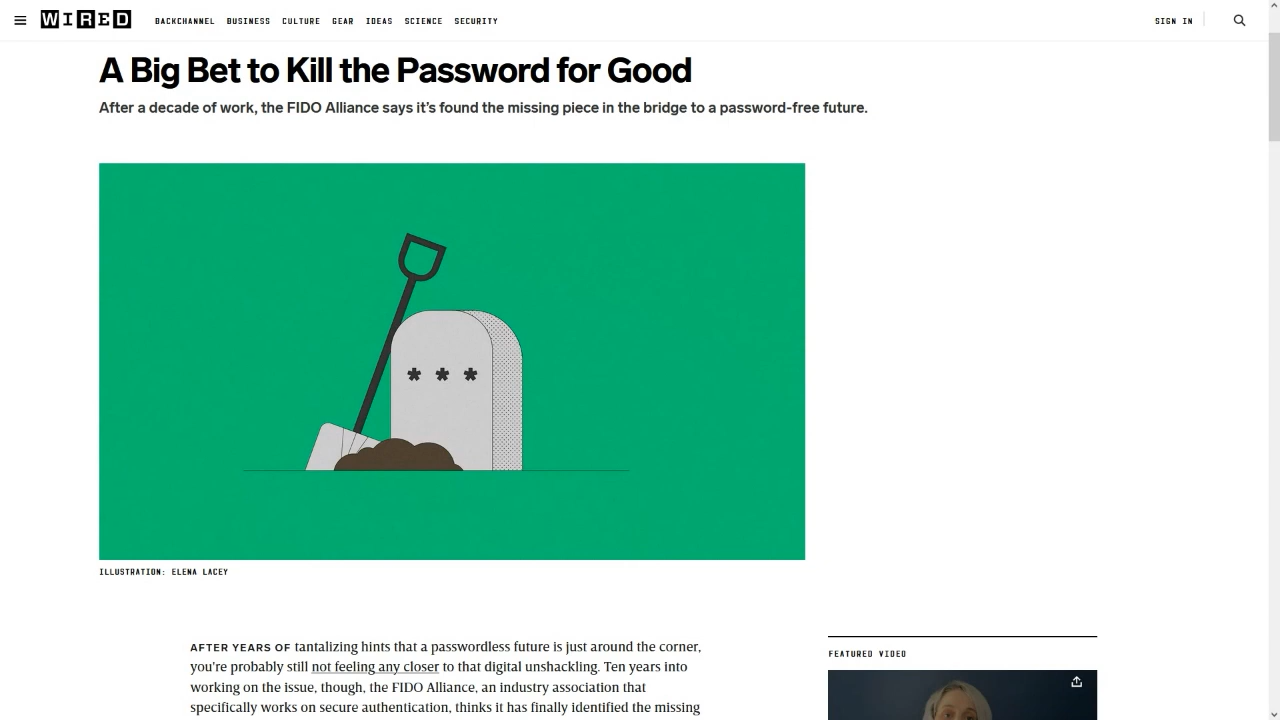 WIRED
BACKCHANNEL BUSINESS CULTURE GEAR IDEAS SCIENCE SECURITY
SIGN IN
A Big Bet to Kill the Password for Good
After a decade of work, the FIDO Alliance says it’s found the missing piece in the bridge to a password-free future.
* * *
ILLUSTRATION: ELENA LACEY
AFTER YEARS OF tantalizing hints that a passwordless future is just around the corner,
you're probably still not feeling any closer to that digital unshackling. Ten years into
working on the issue, though, the FIDO Alliance, an industry association that
specifically works on secure authentication, thinks it has finally identified the missing
FEATURED VIDEO